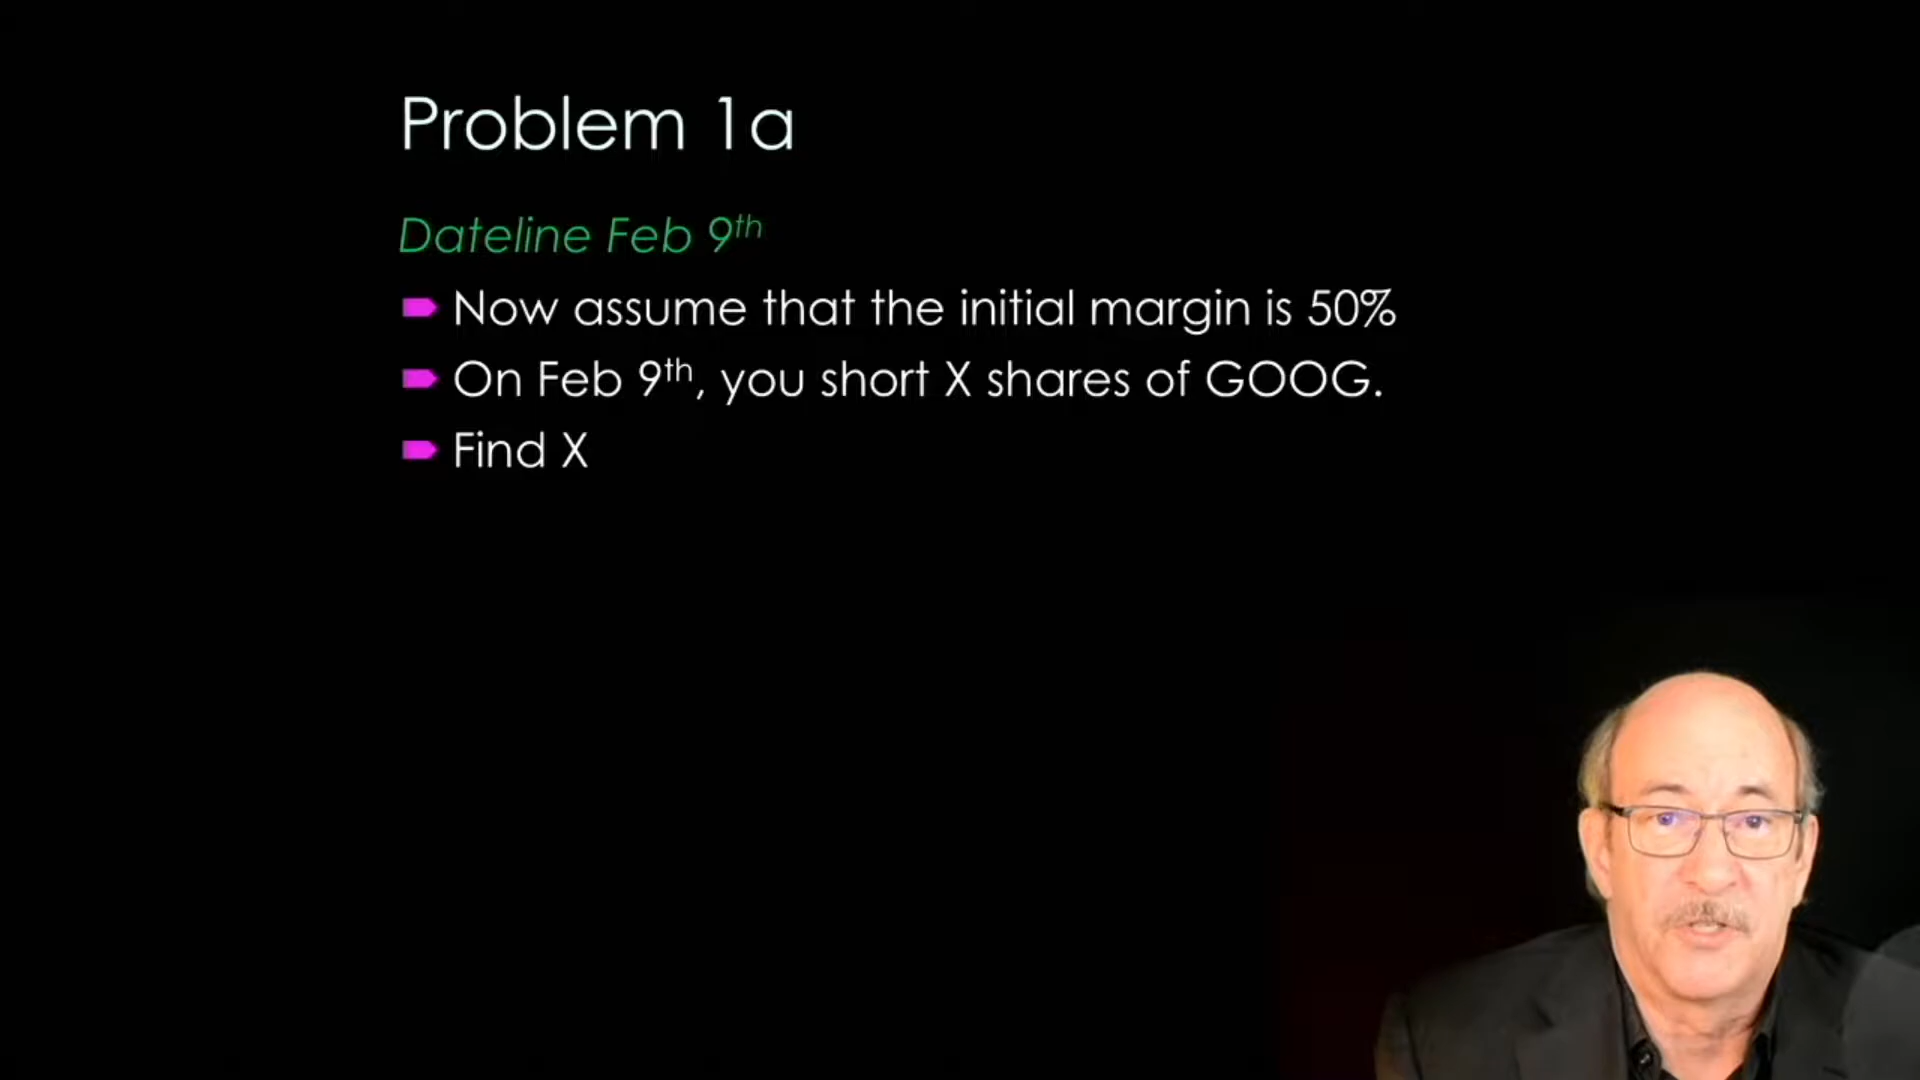 Problem 1a
Dateline Feb 9th
Now assume that the initial margin is 50%
On Feb 9th, you short X shares of GOOG.
Find X